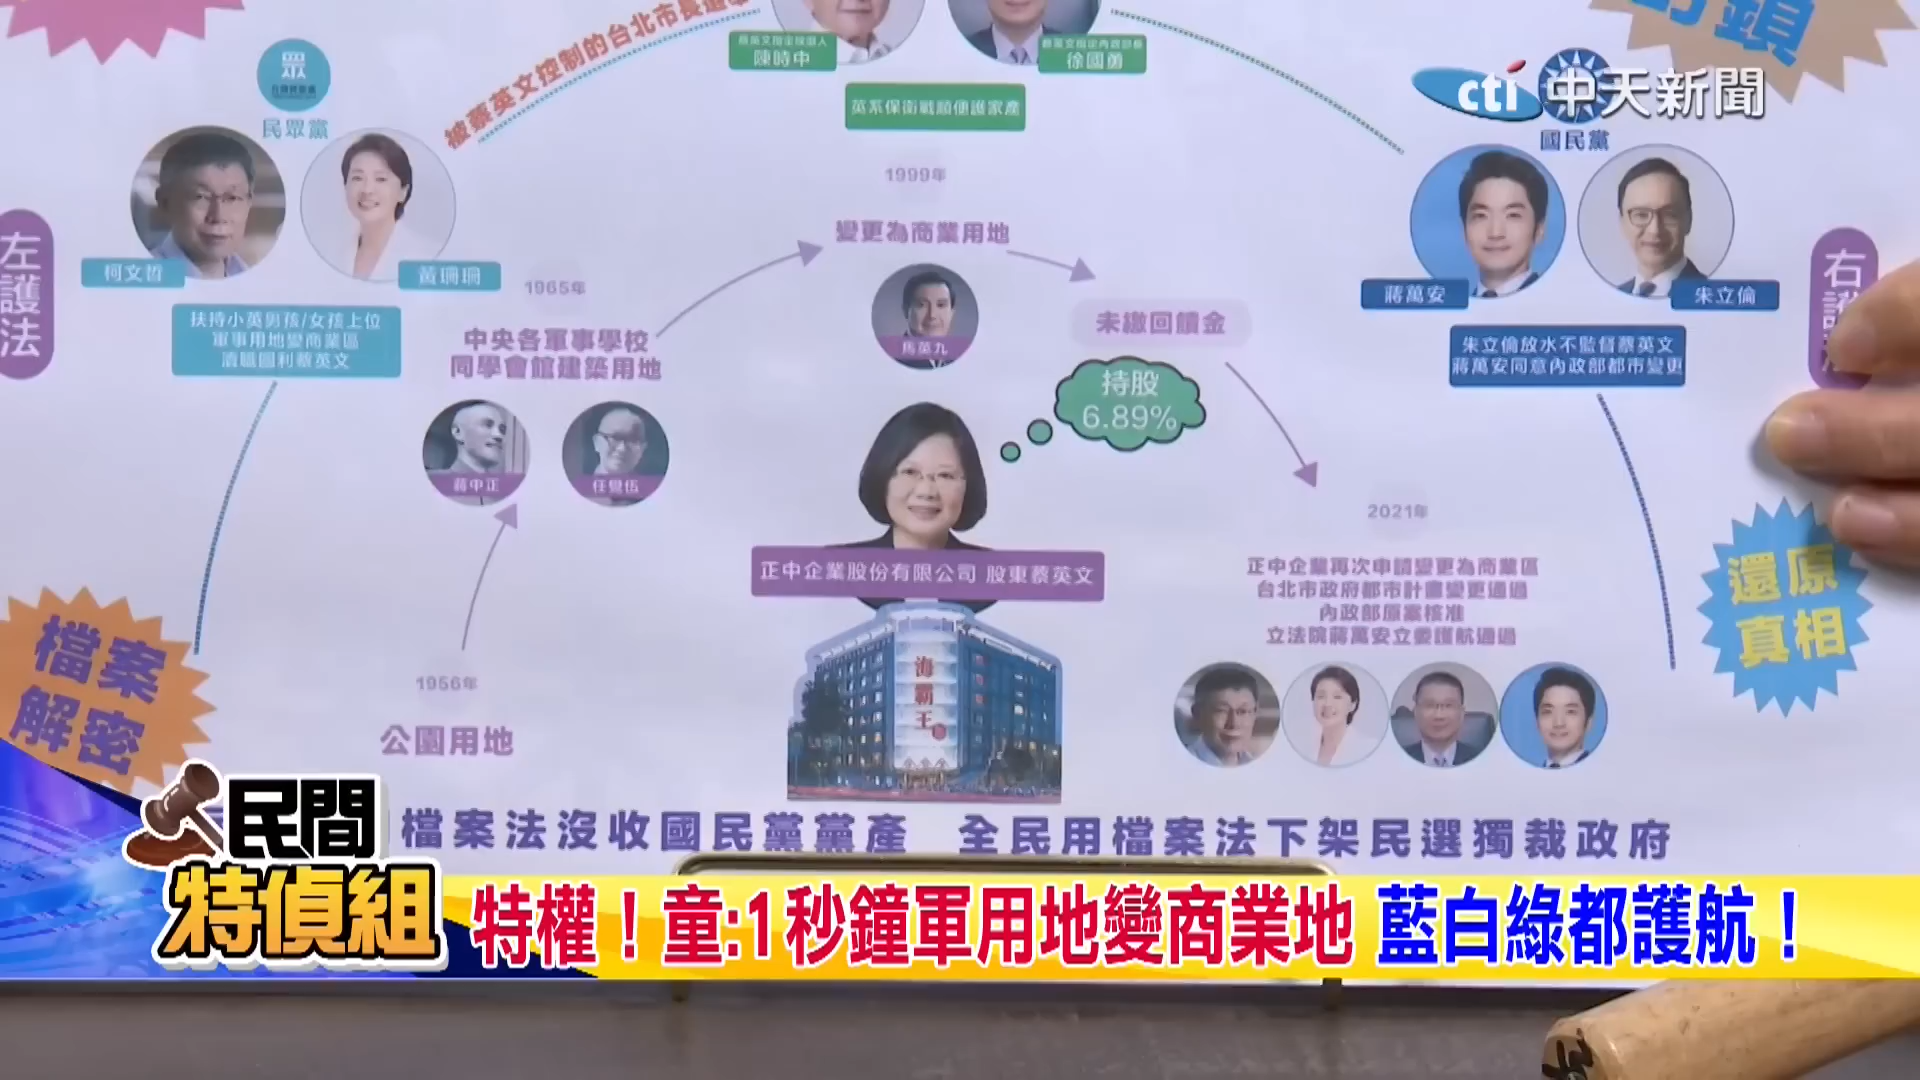 被蔡英文控制的台北市長選
陳時中
徐國勇
英系保衛戰順便護家產
cti 中天新聞
眾
民眾黨
國民黨
柯文哲
黃珊珊
蔣萬安
朱立倫
左護法
右護法
扶持小英男孩/女孩上位
軍事用地變商業區
瀆職圖利蔡英文
朱立倫放水不監督蔡英文
蔣萬安同意內政部都市變更
1999年
變更為商業用地
馬英九
1965年
中央各軍事學校
同學會館建築用地
蔣中正
任覺伍
未繳回饋金
持股
6.89%
正中企業股份有限公司 股東蔡英文
海霸王
2021年
正中企業再次申請變更為商業區
台北市政府都市計畫變更通過
內政部原案核准
立法院蔣萬安立委護航通過
1956年
公園用地
檔案
解密
還原
真相
檔案法沒收國民黨黨產 全民用檔案法下架民選獨裁政府
民間
特偵組
特權！童:1秒鐘軍用地變商業地 藍白綠都護航！